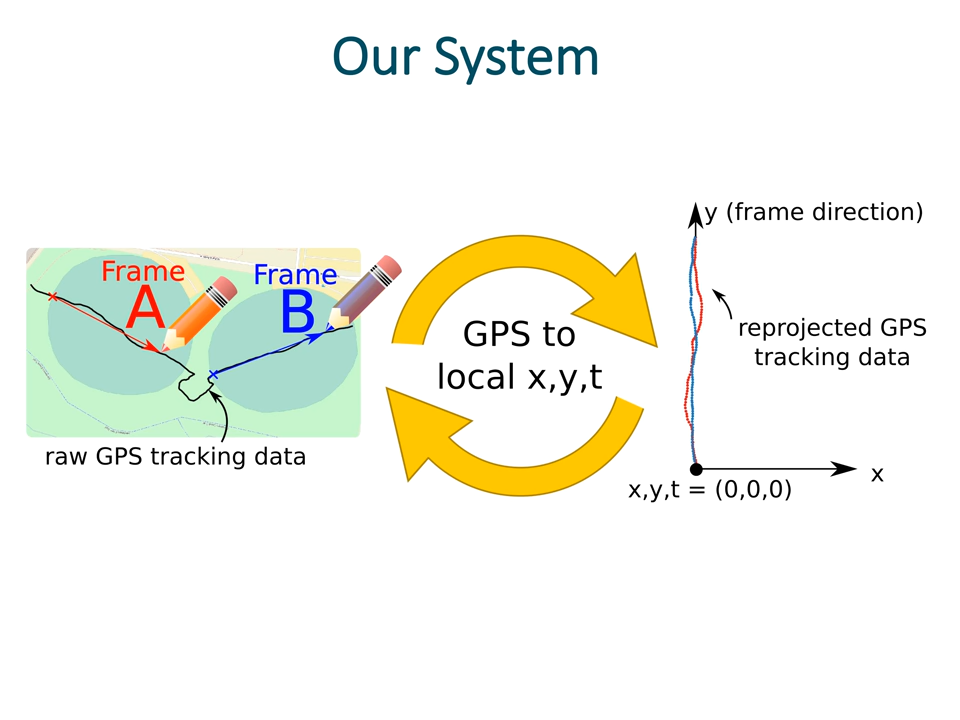 Our System
Frame
A
Frame
B
raw GPS tracking data
GPS to
local x,y,t
y (frame direction)
reprojected GPS
tracking data
x
x,y,t = (0,0,0)